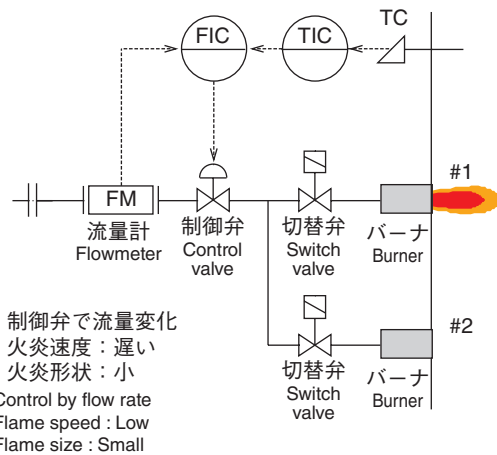 TC
FIC
TIC
#1
FM
流量計
Flowmeter
制御弁
Control
valve
切替弁
Switch
valve
バーナ
Burner
#2
切替弁
Switch
valve
バーナ
Burner
制御弁で流量変化
火炎速度：遅い
火炎形状：小
Control by flow rate
Flame speed : Low
Flame size : Small